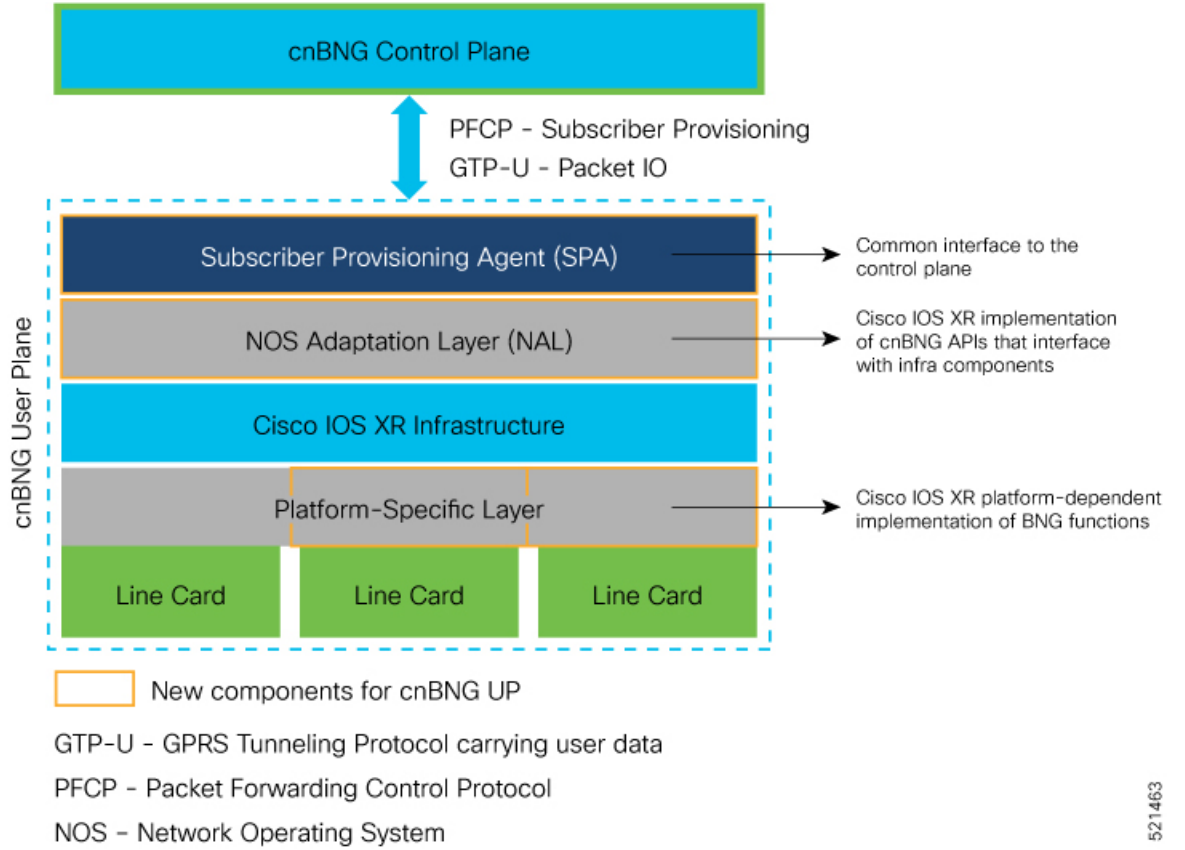 cnBNG Control Plane
PFCP - Subscriber Provisioning
GTP-U - Packet IO
cnBNG User Plane
Subscriber Provisioning Agent (SPA)
Common interface to the
control plane
NOS Adaptation Layer (NAL)
Cisco IOS XR implementation
of cnBNG APIs that interface
with infra components
Cisco IOS XR Infrastructure
Platform-Specific Layer
Cisco IOS XR platform-dependent
implementation of BNG functions
Line Card
Line Card
Line Card
New components for cnBNG UP
GTP-U - GPRS Tunneling Protocol carrying user data
PFCP - Packet Forwarding Control Protocol
NOS – Network Operating System
521463